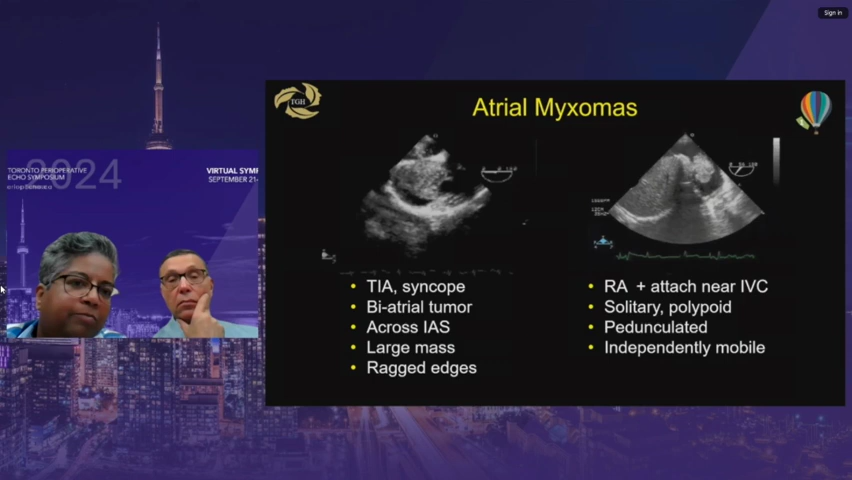 Sign in
TGH
Atrial Myxomas
TORONTO PERIOPERATIVE
ECHO SYMPOSIUM
2024
VIRTUAL SYMP
SEPTEMBER 21-
• TIA, syncope
• Bi-atrial tumor
• Across IAS
• Large mass
• Ragged edges
• RA + attach near IVC
• Solitary, polypoid
• Pedunculated
• Independently mobile